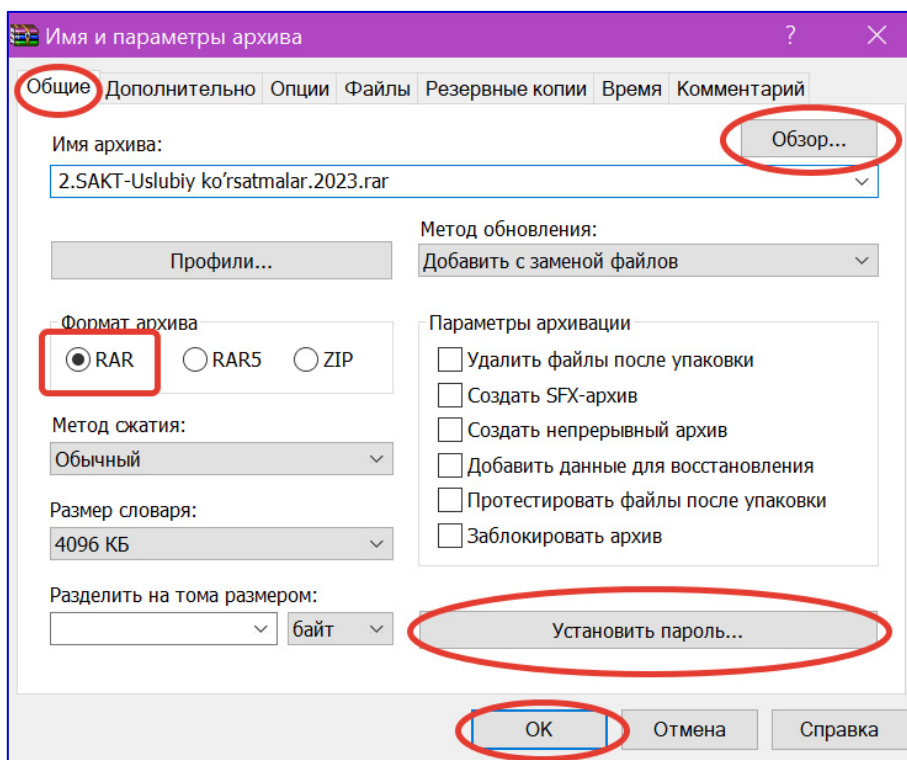 Имя и параметры архива
?
Общие Дополнительно Опции Файлы Резервные копии Время Комментарий
Имя архива:
Обзор...
2.SAKT-Uslubiy ko’rsatmalar.2023.rar
Профили...
Метод обновления:
Добавить с заменой файлов
Формат архива
RAR RAR5 ZIP
Метод сжатия:
Обычный
Размер словаря:
4096 КБ
Параметры архивации
Удалить файлы после упаковки
Создать SFX-архив
Создать непрерывный архив
Добавить данные для восстановления
Протестировать файлы после упаковки
Заблокировать архив
Разделить на тома размером:
байт
Установить пароль...
ОК Отмена Справка